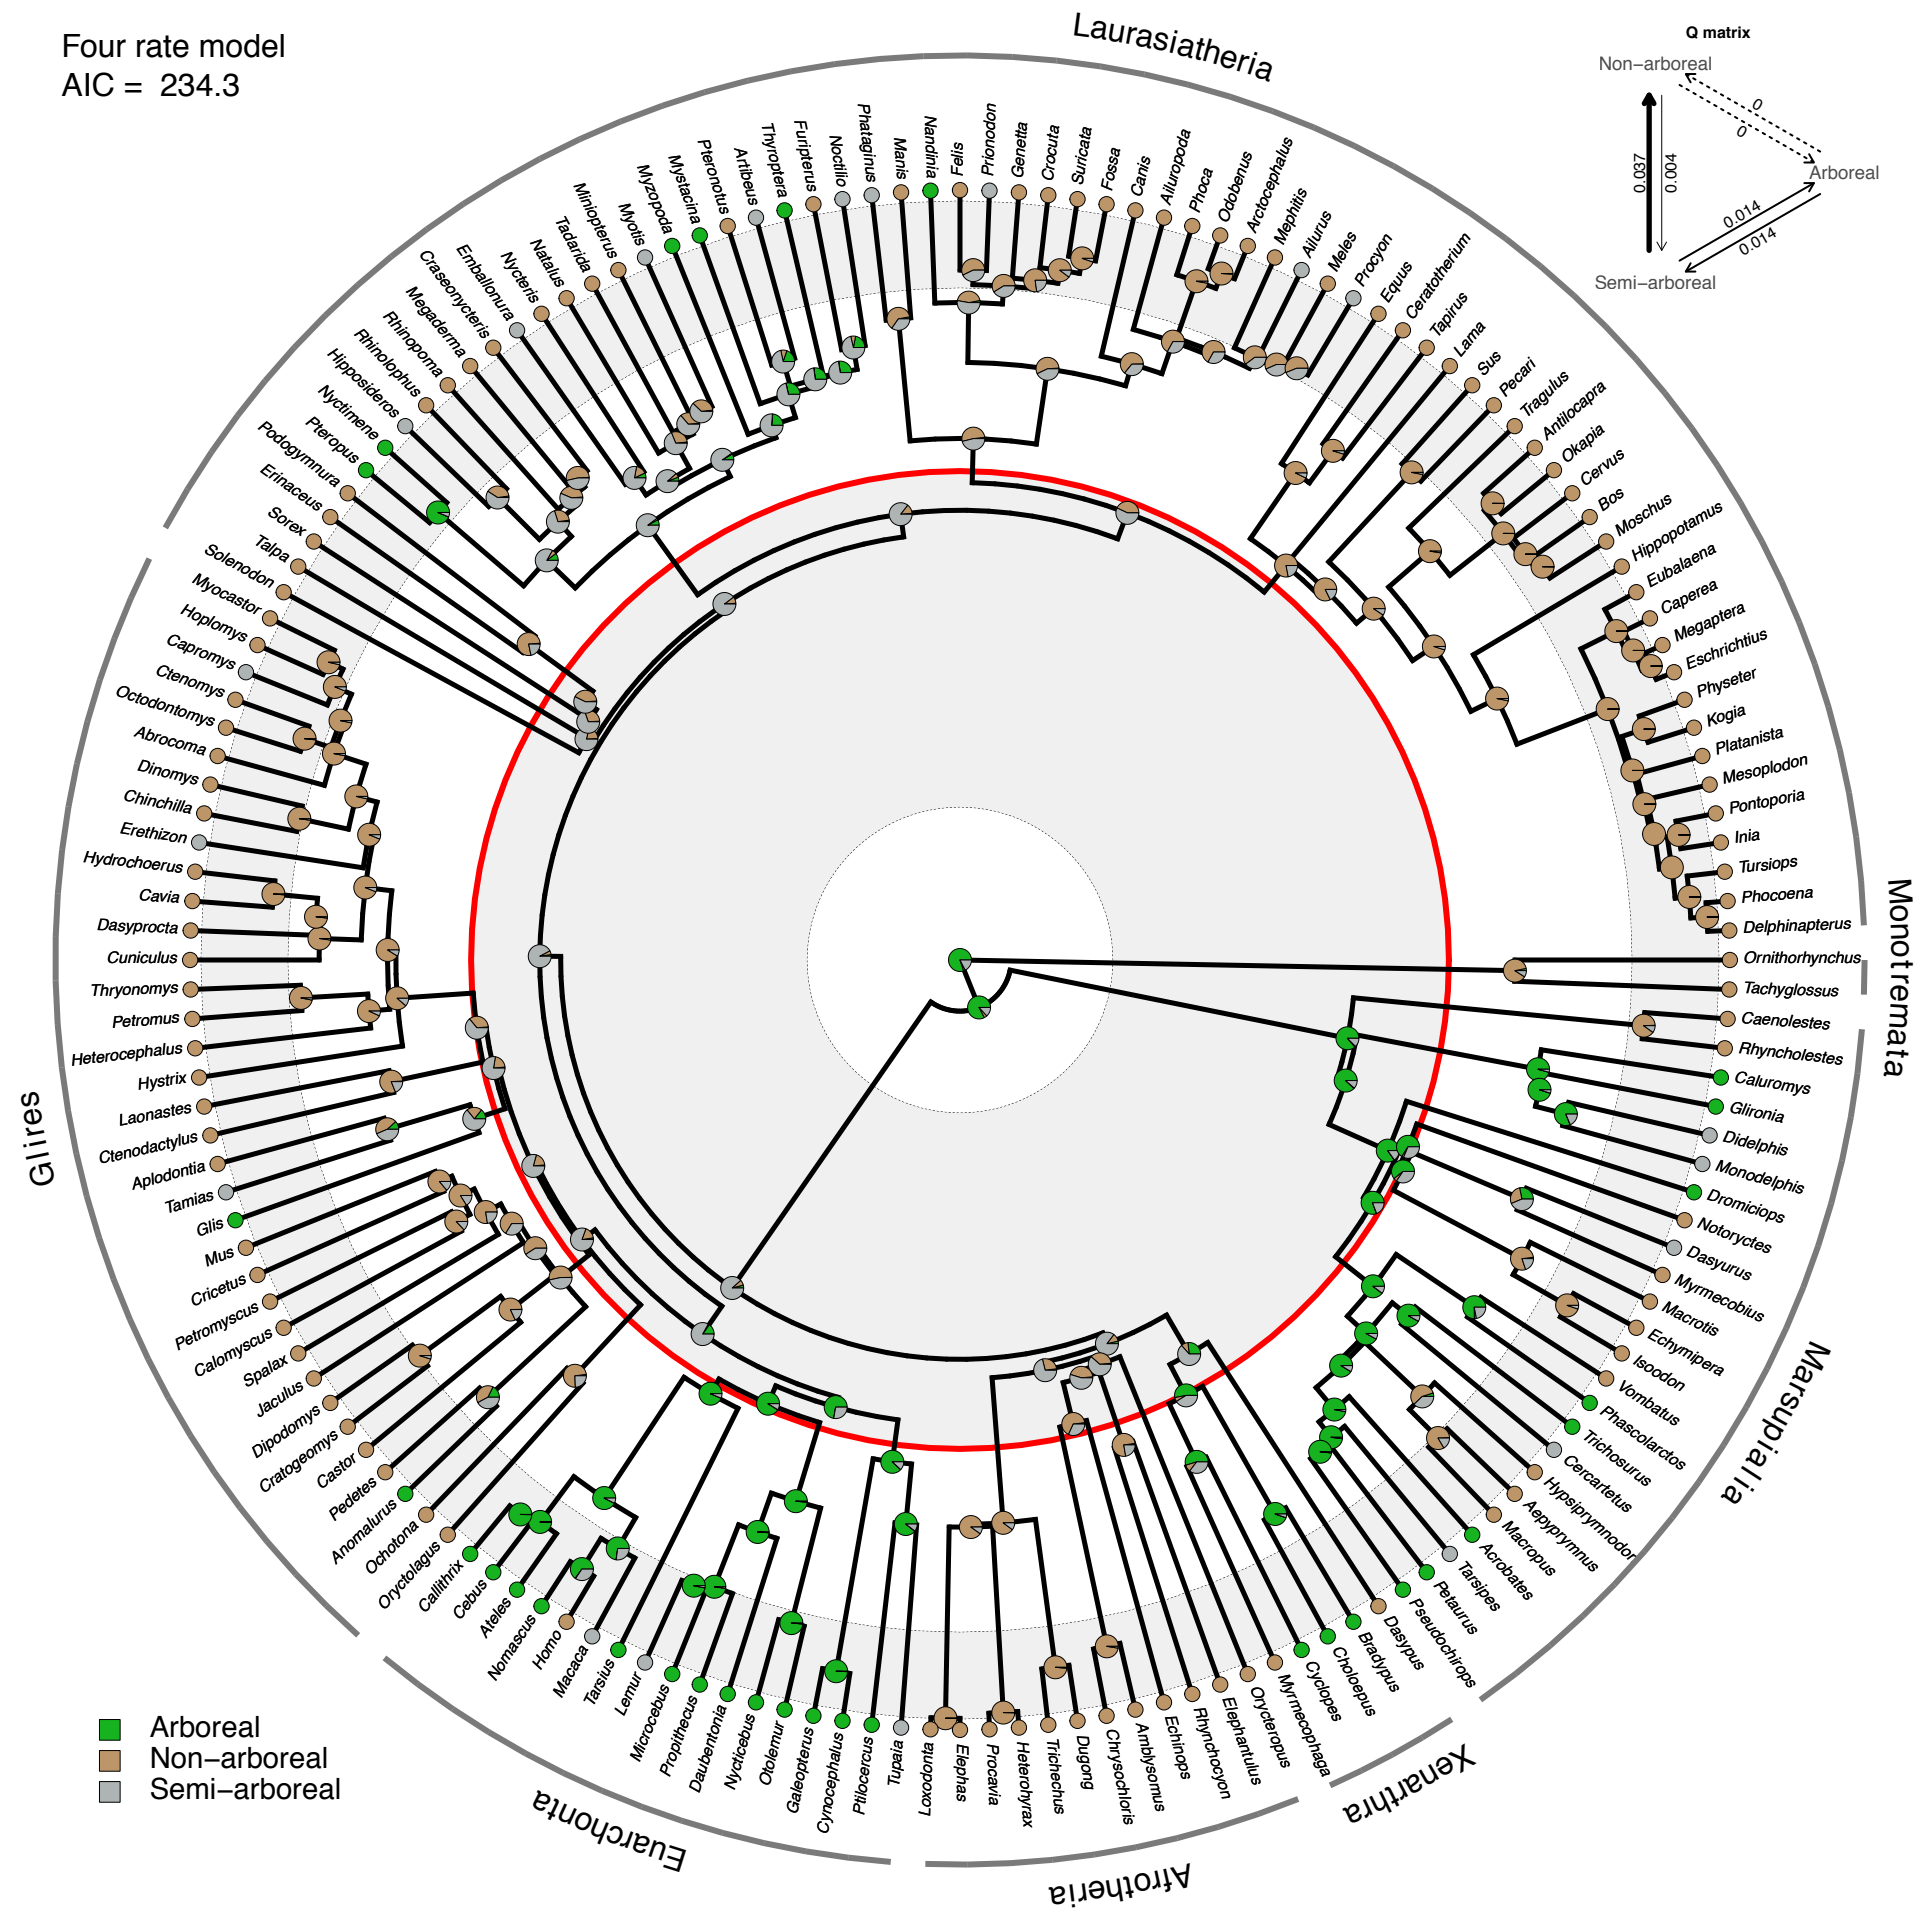 Four rate model
AIC = 234.3
Laurasiatheria
Q matrix
Non−arboreal
0
0
0.037
0.004
Arboreal
0.014
0.014
Semi−arboreal
Phataginus
Manis
Nandinia
Felis
Prionodon
Genetta
Crocuta
Suricata
Fossa
Canis
Ailuropoda
Phoca
Odobenus
Arctocephalus
Mephitis
Ailurus
Meles
Procyon
Equus
Ceratotherium
Tapirus
Lama
Sus
Pecari
Tragulus
Antilocapra
Okapia
Cervus
Bos
Moschus
Hippopotamus
Eubalaena
Caperea
Megaptera
Eschrichtius
Physeter
Kogia
Platanista
Mesoplodon
Pontoporia
Inia
Tursiops
Phocoena
Delphinapterus
Monotremata
Ornithorhynchus
Tachyglossus
Caenolestes
Rhyncholestes
Caluromys
Glironia
Didelphis
Monodelphis
Dromiciops
Notoryctes
Dasyurus
Myrmecobius
Macrotis
Echymipera
Isoodon
Vombatus
Phascolarctos
Trichosurus
Cercartetus
Hypsiprymnodon
Aepyprymnus
Macropus
Acrobates
Tarsipes
Petaurus
Pseudochirops
Marsupialia
Dasypus
Bradypus
Choloepus
Cyclopes
Myrmecophaga
Xenarthra
Orycteropus
Elephantulus
Rhynchocyon
Echinops
Amblysomus
Chrysochloris
Dugong
Trichechus
Heterohyrax
Procavia
Elephas
Loxodonta
Afrotheria
Tupaia
Ptilocercus
Cynocephalus
Galeopterus
Otolemur
Nycticebus
Daubentonia
Propithecus
Microcebus
Lemur
Tarsius
Macaca
Homo
Nomascus
Ateles
Cebus
Callithrix
Euarchonta
Oryctolagus
Ochotona
Anomalurus
Pedetes
Castor
Cratogeomys
Dipodomys
Jaculus
Spalax
Calomyscus
Petromyscus
Cricetus
Mus
Glis
Tamias
Aplodontia
Ctenodactylus
Laonastes
Hystrix
Heterocephalus
Petromus
Thryonomys
Cuniculus
Dasyprocta
Cavia
Hydrochoerus
Erethizon
Chinchilla
Dinomys
Abrocoma
Octodontomys
Ctenomys
Capromys
Hoplomys
Myocastor
Glires
Solenodon
Talpa
Sorex
Erinaceus
Podogymnura
Pteropus
Nyctimene
Hipposideros
Rhinolophus
Rhinopoma
Megaderma
Craseonycteris
Emballonura
Nycteris
Natalus
Tadarida
Miniopterus
Myotis
Myzopoda
Mystacina
Pteronotus
Artibeus
Thyroptera
Furipterus
Noctilio
Arboreal
Non−arboreal
Semi−arboreal